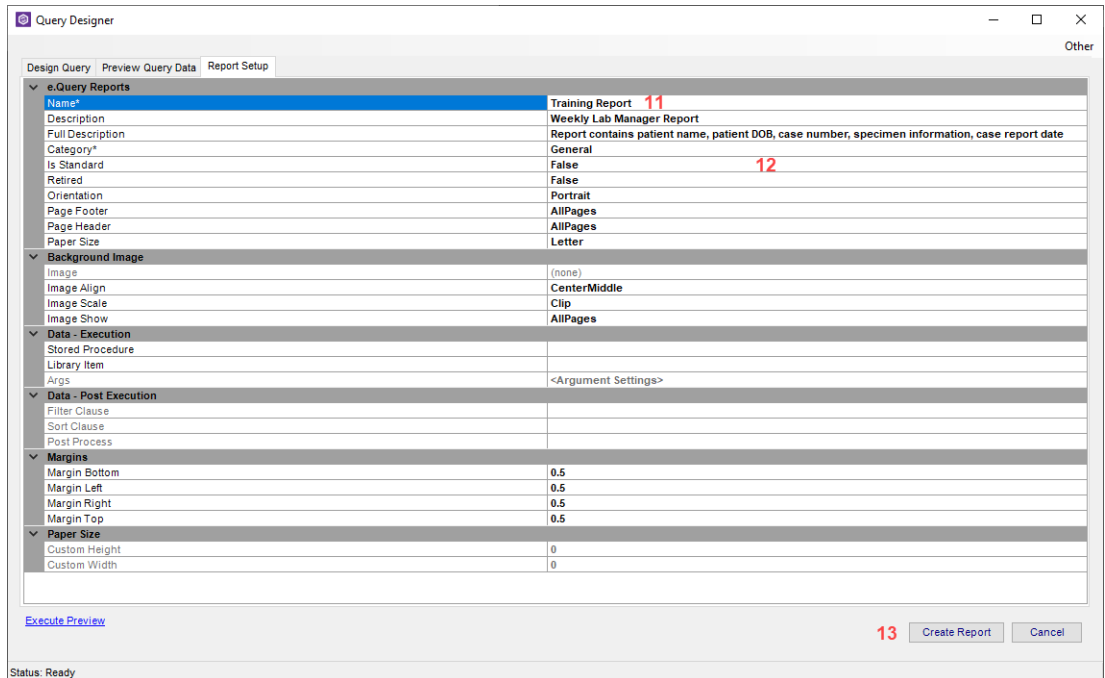 Query Designer
Other
Design Query Preview Query Data Report Setup
e.Query Reports
Name* Training Report 11
Description Weekly Lab Manager Report
Full Description Report contains patient name, patient DOB, case number, specimen information, case report date
Category* General
Is Standard False 12
Retired False
Orientation Portrait
Page Footer AllPages
Page Header AllPages
Paper Size Letter
Background Image
Image (none)
Image Align CenterMiddle
Image Scale Clip
Image Show AllPages
Data - Execution
Stored Procedure
Library Item
Args <Argument Settings>
Data - Post Execution
Filter Clause
Sort Clause
Post Process
Margins
Margin Bottom 0.5
Margin Left 0.5
Margin Right 0.5
Margin Top 0.5
Paper Size
Custom Height 0
Custom Width 0
Execute Preview
13 Create Report Cancel
Status: Ready